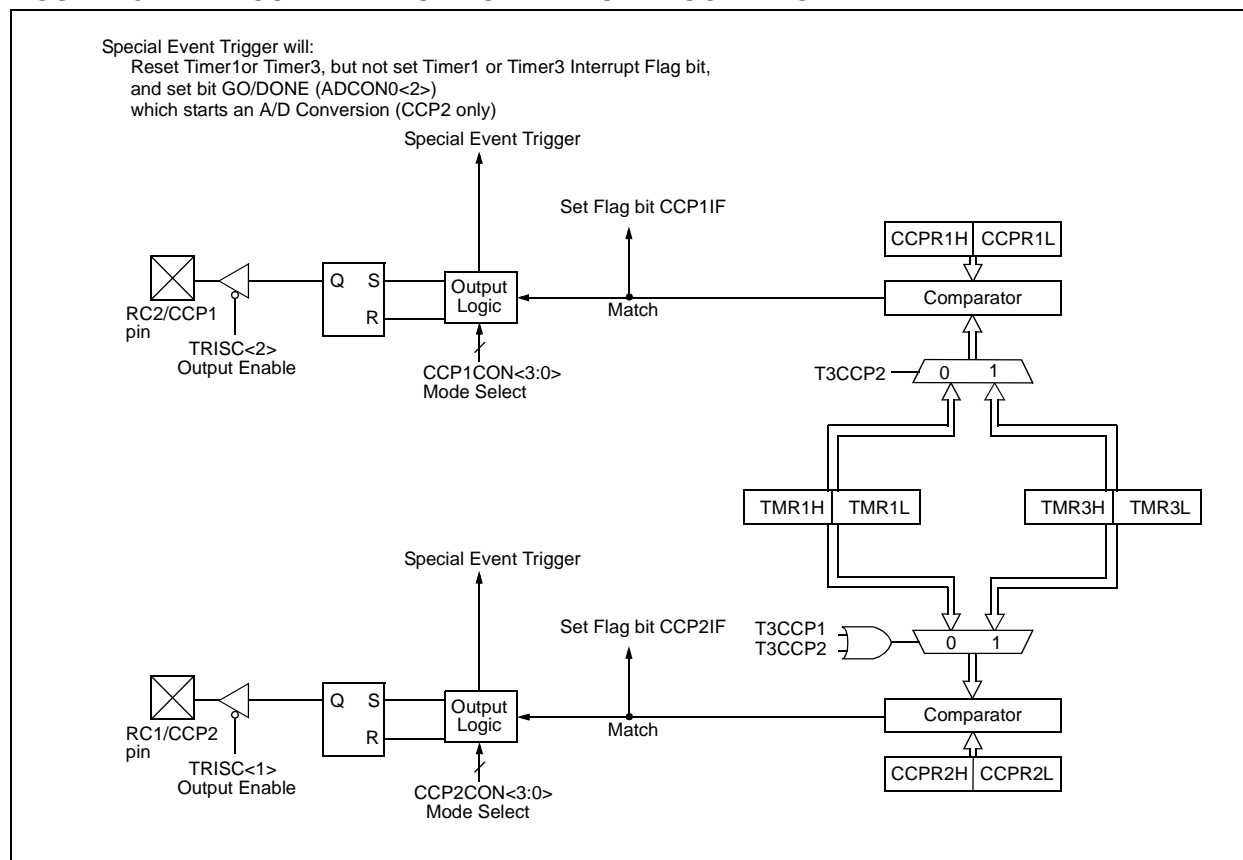 Special Event Trigger will:
Reset Timer1or Timer3, but not set Timer1 or Timer3 Interrupt Flag bit,
and set bit GO/DONE (ADCON0<2>)
which starts an A/D Conversion (CCP2 only)
Special Event Trigger
Set Flag bit CCP1IF
CCPR1H CCPR1L
Q S
R
Output
Logic
Comparator
Match
RC2/CCP1
pin
TRISC<2>
Output Enable
CCP1CON<3:0>
Mode Select
T3CCP2
0 1
TMR1H TMR1L
TMR3H TMR3L
Special Event Trigger
Set Flag bit CCP2IF
T3CCP1
T3CCP2
0 1
Q S
R
Output
Logic
Comparator
Match
RC1/CCP2
pin
TRISC<1>
Output Enable
CCP2CON<3:0>
Mode Select
CCPR2H CCPR2L